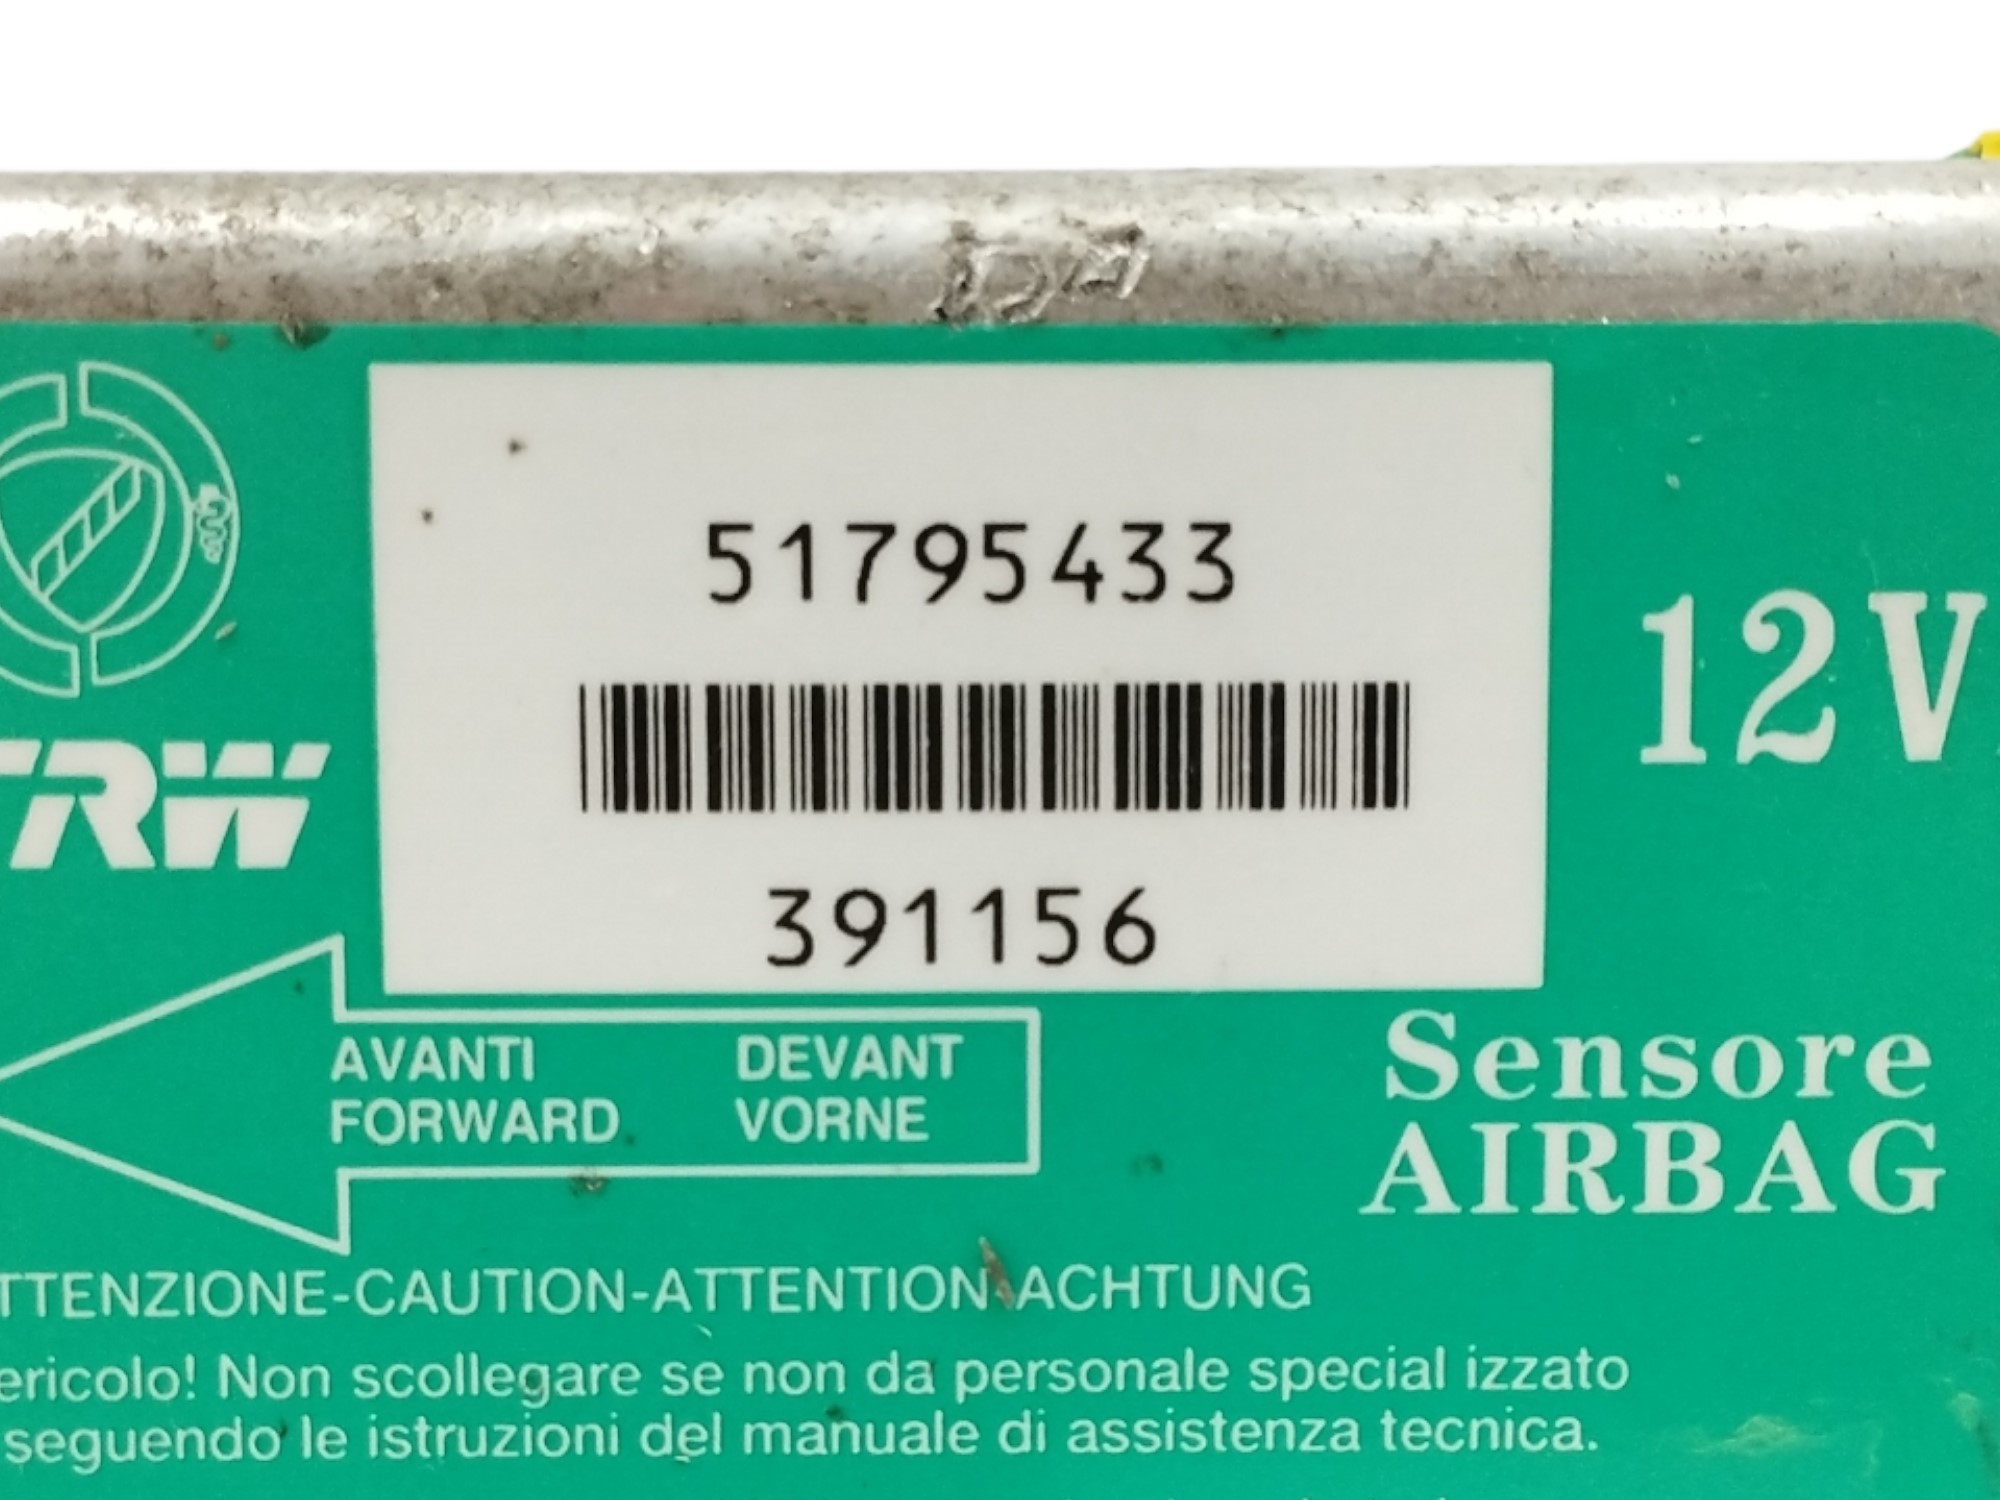 51795433
12V
TRW
391156
AVANTI DEVANT
FORWARD VORNE
Sensore
AIRBAG
TTENZIONE-CAUTION-ATTENTION ACHTUNG
ericolo! Non scollegare se non da personale special izzato
seguendo le istruzioni del manuale di assistenza tecnica.